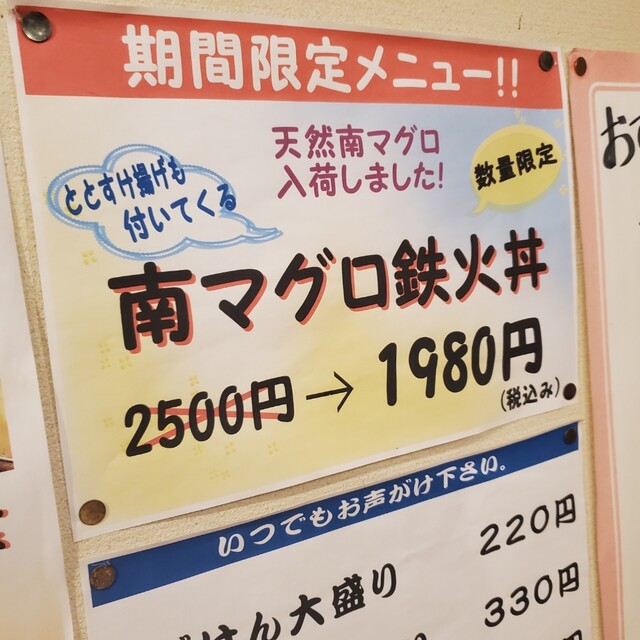 期間限定メニュー!!
天然南マグロ
入荷しました!
数量限定
ととすけ揚げも
付いてくる
南マグロ鉄火丼
2500円→1980円
(税込み)
いつでもお声がけ下さい。
ごはん大盛り 220円
330円
お